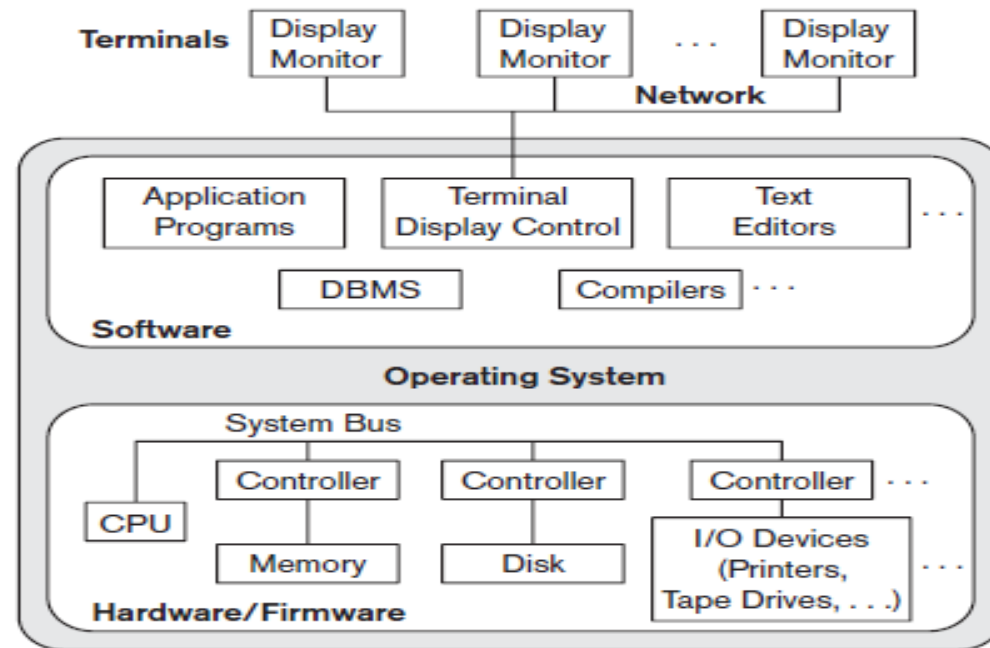 Terminals
Display
Monitor
Display
Monitor
. . .
Display
Monitor
Network
Application
Programs
Terminal
Display Control
Text
Editors
. . .
DBMS
Compilers
. . .
Software
Operating System
System Bus
Controller
Controller
Controller
. . .
CPU
Memory
Disk
I/O Devices
(Printers,
Tape Drives, . . .)
. . .
Hardware/Firmware